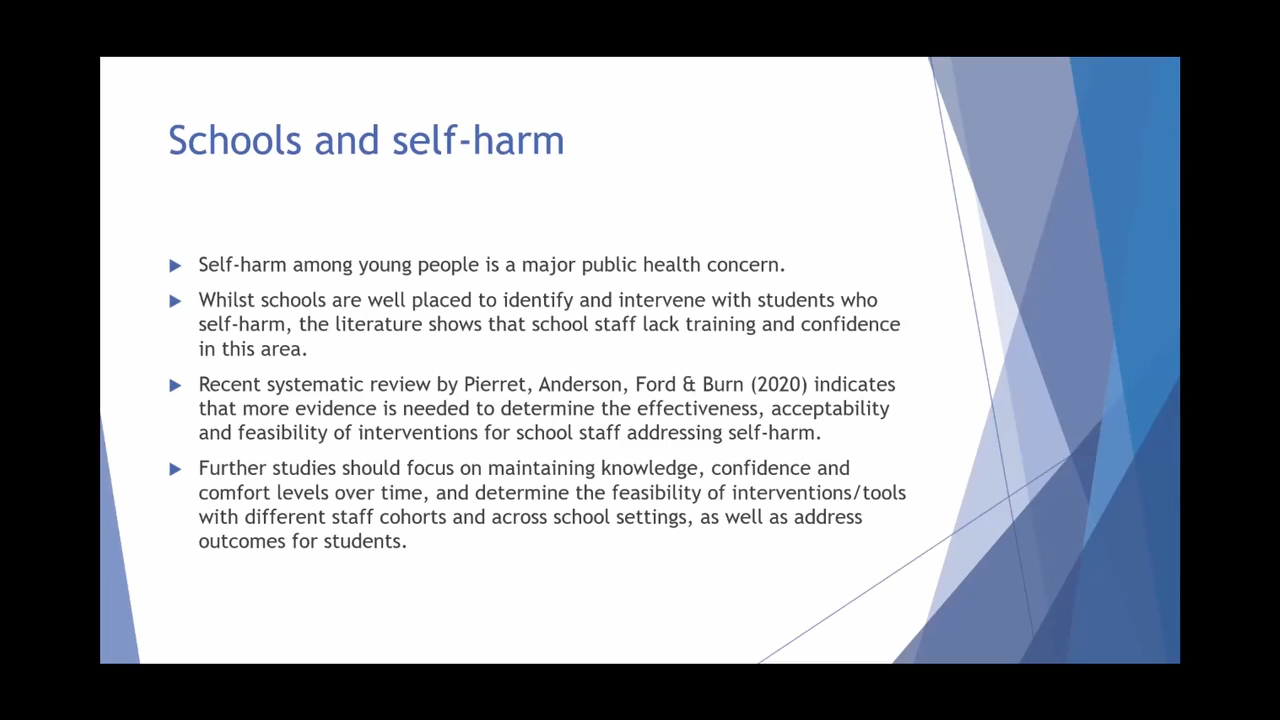 Schools and self-harm
Self-harm among young people is a major public health concern.
Whilst schools are well placed to identify and intervene with students who
self-harm, the literature shows that school staff lack training and confidence
in this area.
Recent systematic review by Pierret, Anderson, Ford & Burn (2020) indicates
that more evidence is needed to determine the effectiveness, acceptability
and feasibility of interventions for school staff addressing self-harm.
Further studies should focus on maintaining knowledge, confidence and
comfort levels over time, and determine the feasibility of interventions/tools
with different staff cohorts and across school settings, as well as address
outcomes for students.